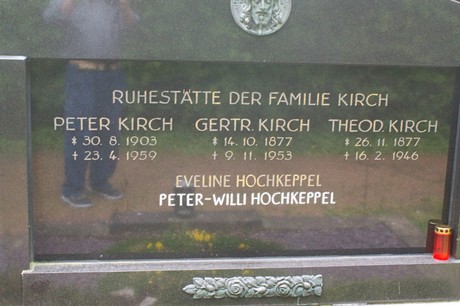 RUHESTÄTTE DER FAMILIE KIRCH
PETER KIRCH GERTR. KIRCH THEOD. KIRCH
* 30. 8. 1903 * 14. 10. 1877 * 26. 11. 1877
+ 23. 4. 1959 + 9. 11. 1953 + 16. 2. 1946
EVELINE HOCHKEPPEL
PETER-WILLI HOCHKEPPEL